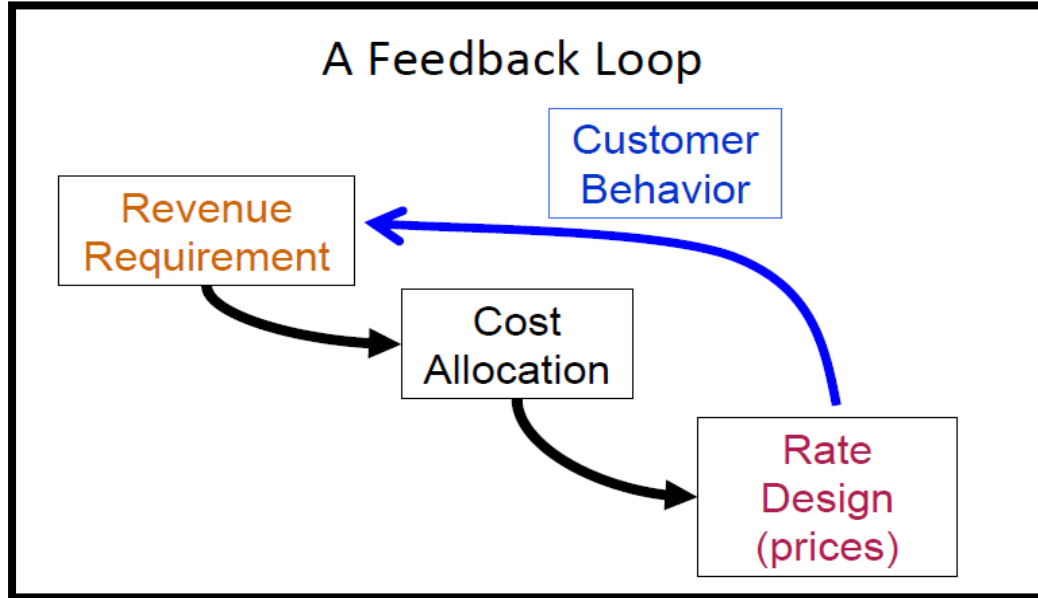 A Feedback Loop
Customer
Behavior
Revenue
Requirement
Cost
Allocation
Rate
Design
(prices)